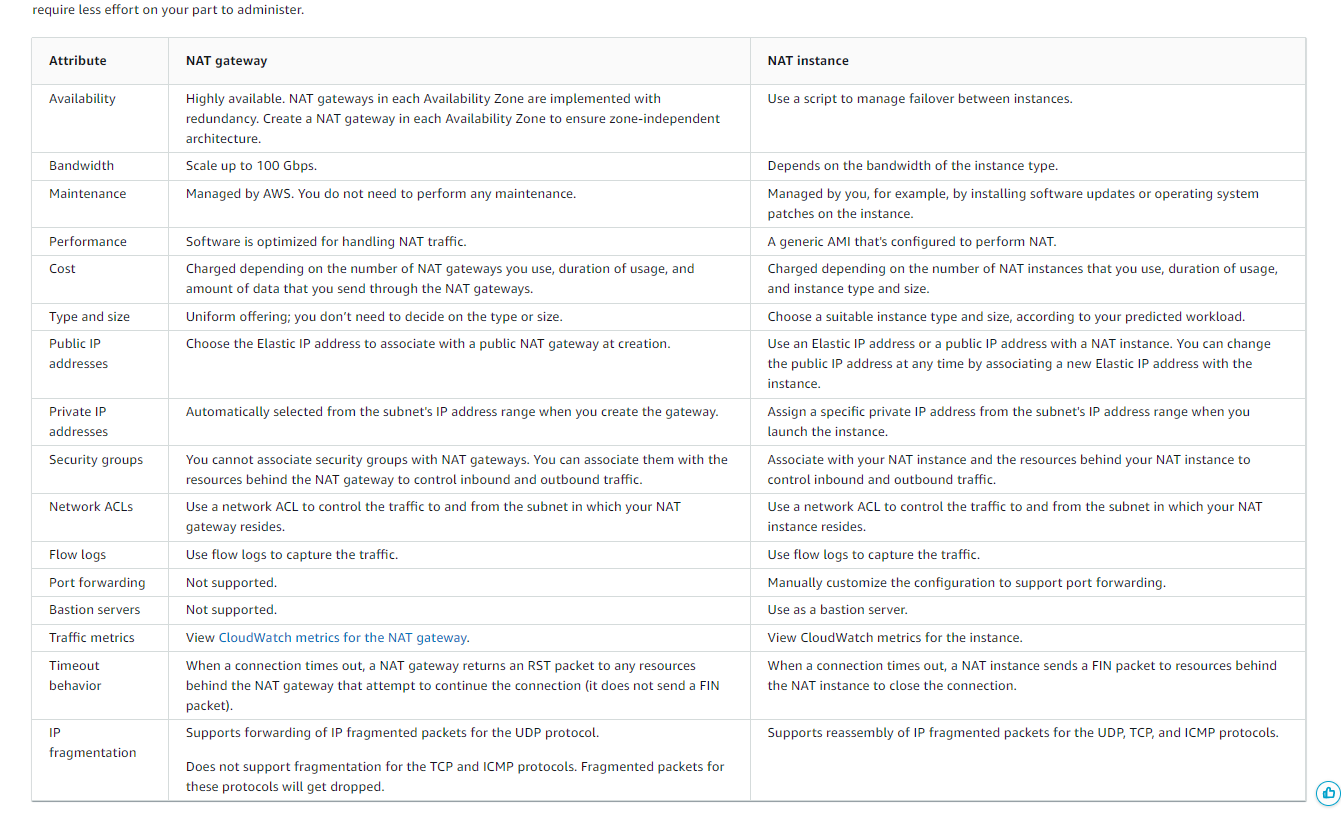 require less effort on your part to administer.
Attribute
NAT gateway
NAT instance
Availability
Highly available. NAT gateways in each Availability Zone are implemented with
redundancy. Create a NAT gateway in each Availability Zone to ensure zone-independent
architecture.
Use a script to manage failover between instances.
Bandwidth
Scale up to 100 Gbps.
Depends on the bandwidth of the instance type.
Maintenance
Managed by AWS. You do not need to perform any maintenance.
Managed by you, for example, by installing software updates or operating system
patches on the instance.
Performance
Software is optimized for handling NAT traffic.
A generic AMI that's configured to perform NAT.
Cost
Charged depending on the number of NAT gateways you use, duration of usage, and
amount of data that you send through the NAT gateways.
Charged depending on the number of NAT instances that you use, duration of usage,
and instance type and size.
Type and size
Uniform offering; you don’t need to decide on the type or size.
Choose a suitable instance type and size, according to your predicted workload.
Public IP
addresses
Choose the Elastic IP address to associate with a public NAT gateway at creation.
Use an Elastic IP address or a public IP address with a NAT instance. You can change
the public IP address at any time by associating a new Elastic IP address with the
instance.
Private IP
addresses
Automatically selected from the subnet's IP address range when you create the gateway.
Assign a specific private IP address from the subnet's IP address range when you
launch the instance.
Security groups
You cannot associate security groups with NAT gateways. You can associate them with the
resources behind the NAT gateway to control inbound and outbound traffic.
Associate with your NAT instance and the resources behind your NAT instance to
control inbound and outbound traffic.
Network ACLs
Use a network ACL to control the traffic to and from the subnet in which your NAT
gateway resides.
Use a network ACL to control the traffic to and from the subnet in which your NAT
instance resides.
Flow logs
Use flow logs to capture the traffic.
Use flow logs to capture the traffic.
Port forwarding
Not supported.
Manually customize the configuration to support port forwarding.
Bastion servers
Not supported.
Use as a bastion server.
Traffic metrics
View CloudWatch metrics for the NAT gateway.
View CloudWatch metrics for the instance.
Timeout
behavior
When a connection times out, a NAT gateway returns an RST packet to any resources
behind the NAT gateway that attempt to continue the connection (it does not send a FIN
packet).
When a connection times out, a NAT instance sends a FIN packet to resources behind
the NAT instance to close the connection.
IP
fragmentation
Supports forwarding of IP fragmented packets for the UDP protocol.
Does not support fragmentation for the TCP and ICMP protocols. Fragmented packets for
these protocols will get dropped.
Supports reassembly of IP fragmented packets for the UDP, TCP, and ICMP protocols.